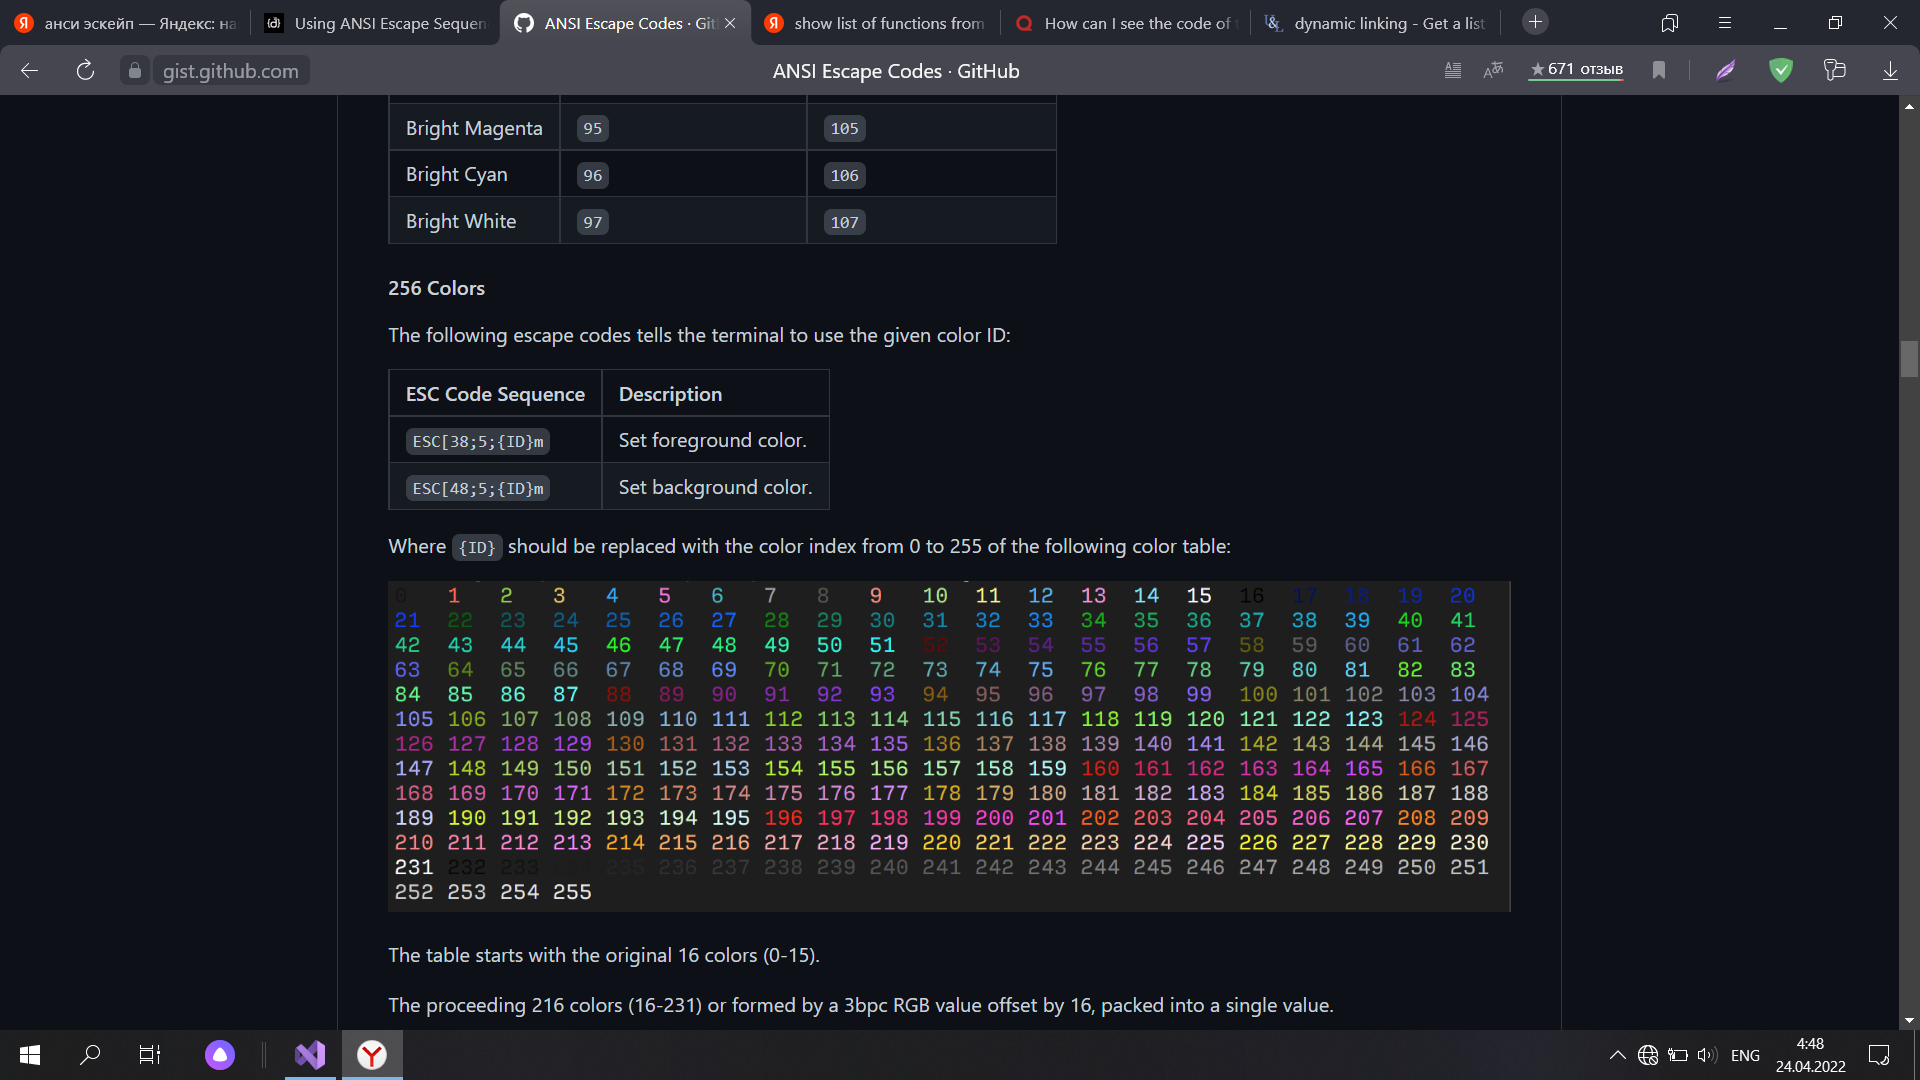 анси эскейп — Яндекс: на
Using ANSI Escape Sequen
ANSI Escape Codes · Git
show list of functions from
How can I see the code of t
dynamic linking - Get a list
gist.github.com
ANSI Escape Codes · GitHub
★671 отзыв
Bright Magenta 95 105
Bright Cyan 96 106
Bright White 97 107
256 Colors
The following escape codes tells the terminal to use the given color ID:
ESC Code Sequence Description
ESC[38;5;{ID}m Set foreground color.
ESC[48;5;{ID}m Set background color.
Where {ID} should be replaced with the color index from 0 to 255 of the following color table:
0 1 2 3 4 5 6 7 8 9 10 11 12 13 14 15 16 17 18 19 20
21 22 23 24 25 26 27 28 29 30 31 32 33 34 35 36 37 38 39 40 41
42 43 44 45 46 47 48 49 50 51 52 53 54 55 56 57 58 59 60 61 62
63 64 65 66 67 68 69 70 71 72 73 74 75 76 77 78 79 80 81 82 83
84 85 86 87 88 89 90 91 92 93 94 95 96 97 98 99 100 101 102 103 104
105 106 107 108 109 110 111 112 113 114 115 116 117 118 119 120 121 122 123 124 125
126 127 128 129 130 131 132 133 134 135 136 137 138 139 140 141 142 143 144 145 146
147 148 149 150 151 152 153 154 155 156 157 158 159 160 161 162 163 164 165 166 167
168 169 170 171 172 173 174 175 176 177 178 179 180 181 182 183 184 185 186 187 188
189 190 191 192 193 194 195 196 197 198 199 200 201 202 203 204 205 206 207 208 209
210 211 212 213 214 215 216 217 218 219 220 221 222 223 224 225 226 227 228 229 230
231 232 233 235 236 237 238 239 240 241 242 243 244 245 246 247 248 249 250 251
252 253 254 255
The table starts with the original 16 colors (0-15).
The proceeding 216 colors (16-231) or formed by a 3bpc RGB value offset by 16, packed into a single value.
ENG
4:48
24.04.2022